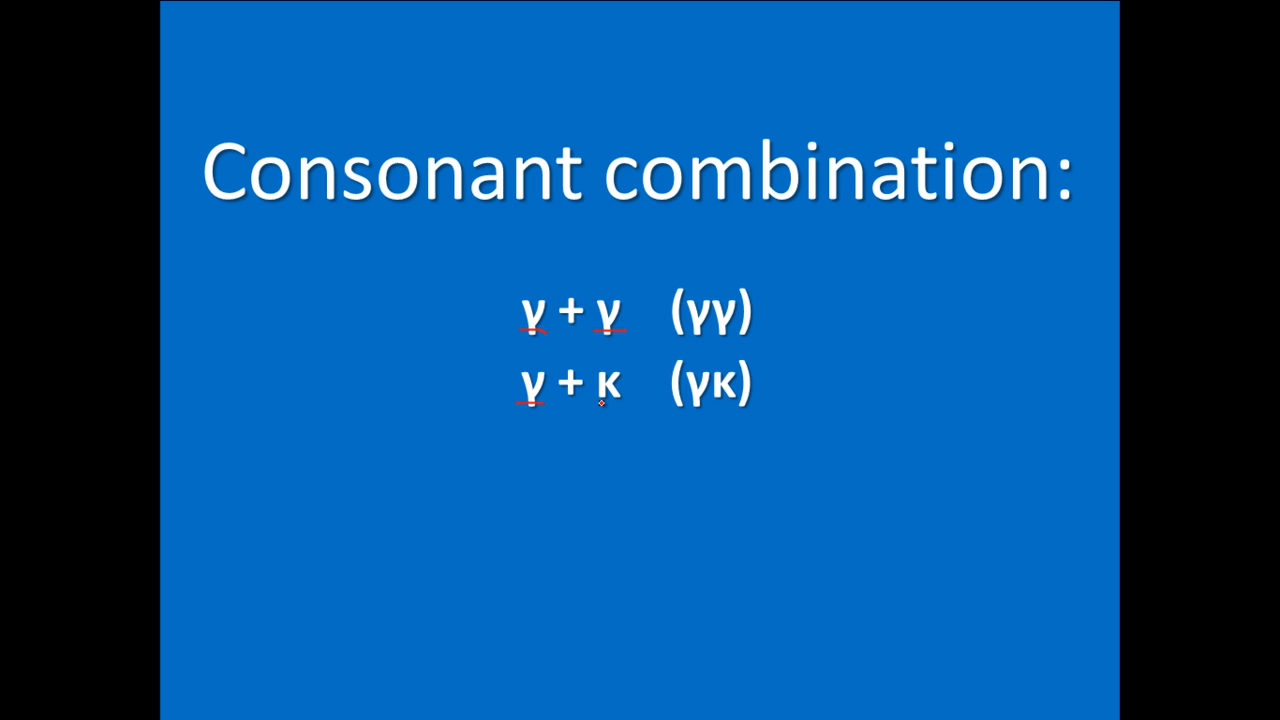 Consonant combination:
γ + γ (γγ)
γ + κ (γκ)